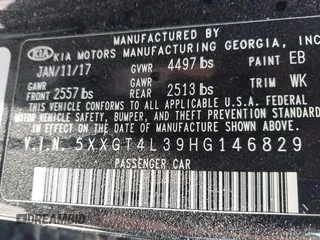 MANUFACTURED BY
KIA KIA MOTORS MANUFACTURING GEORGIA, INC
JAN/11/17 GVWR 4497 lbs PAINT EB
GAWR FRONT 2557 lbs GAWR REAR 2513 lbs TRIM WK
THIS VEHICLE CONFORMS TO ALL APPLICABLE U.S.A. FEDERAL
MOTOR VEHICLE SAFETY, BUMPER, AND THEFT PREVENTION
STANDARDS IN EFFECT ON THE DATE OF MANUFACTURE SHOWN ABOVE.
V.I.N. 5XXGT4L39HG146829
PASSENGER CAR